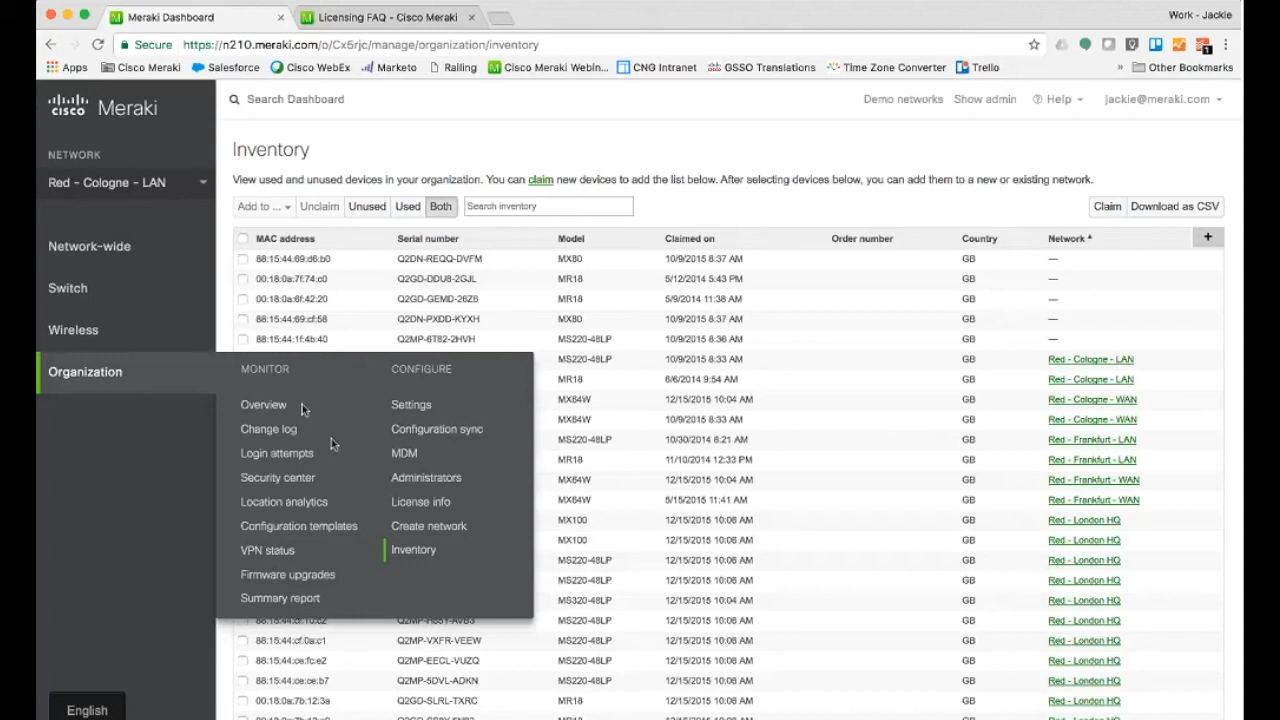 Meraki Dashboard
Licensing FAQ - Cisco Meraki
Work - Jackie
Secure https://n210.meraki.com/o/Cx5rjc/manage/organization/inventory
Apps Cisco Meraki Salesforce Cisco WebEx Marketo Railing Cisco Meraki Webin... CNG Intranet GSSO Translations Time Zone Converter Trello » Other Bookmarks
cisco Meraki
Search Dashboard Demo networks Show admin Help jackie@meraki.com
NETWORK
Red - Cologne - LAN
Network-wide
Switch
Wireless
Organization
English
MONITOR
Overview
Change log
Login attempts
Security center
Location analytics
Configuration templates
VPN status
Firmware upgrades
Summary report
CONFIGURE
Settings
Configuration sync
MDM
Administrators
License info
Create network
Inventory
Inventory
View used and unused devices in your organization. You can claim new devices to add the list below. After selecting devices below, you can add them to a new or existing network.
Add to ... Unclaim Unused Used Both Search inventory Claim Download as CSV
MAC address Serial number Model Claimed on Order number Country Network +
88:15:44:69:d6:b0 Q2DN-REQQ-DVFM MX80 10/9/2015 8:37 AM GB —
00:18:0a:7f:74:c0 Q2GD-DDU8-2GJL MR18 5/12/2014 5:43 PM GB —
00:18:0a:6f:42:20 Q2GD-GEMD-26Z6 MR18 5/9/2014 11:38 AM GB —
88:15:44:69:cf:58 Q2DN-PXDD-KYXH MX80 10/9/2015 8:37 AM GB —
88:15:44:1f:4b:40 Q2MP-6T82-2HVH MS220-48LP 10/9/2015 8:36 AM GB —
MS220-48LP 10/9/2015 8:33 AM GB Red - Cologne - LAN
MR18 6/6/2014 9:54 AM GB Red - Cologne - LAN
MX64W 12/15/2015 10:04 AM GB Red - Cologne - WAN
MX64W 10/9/2015 8:33 AM GB Red - Cologne - WAN
MS220-48LP 10/30/2014 8:21 AM GB Red - Frankfurt - LAN
MR18 11/10/2014 12:33 PM GB Red - Frankfurt - LAN
MX64W 12/15/2015 10:04 AM GB Red - Frankfurt - WAN
MX64W 5/15/2015 11:41 AM GB Red - Frankfurt - WAN
MX100 12/15/2015 10:06 AM GB Red - London HQ
MX100 12/15/2015 10:06 AM GB Red - London HQ
MS220-48LP 12/15/2015 10:06 AM GB Red - London HQ
MS220-48LP 12/15/2015 10:06 AM GB Red - London HQ
MS320-48LP 12/15/2015 10:04 AM GB Red - London HQ
MS220-48LP 12/15/2015 10:06 AM GB Red - London HQ
88:15:44:cf:0a:c1 Q2MP-VXFR-VEEW MS220-48LP 12/15/2015 10:06 AM GB Red - London HQ
88:15:44:ce:fc:e2 Q2MP-EECL-VUZQ MS220-48LP 12/15/2015 10:06 AM GB Red - London HQ
88:15:44:ce:ce:b7 Q2MP-5DVL-ADKN MS220-48LP 12/15/2015 10:06 AM GB Red - London HQ
00:18:0a:7b:12:3a Q2GD-SLRL-TXRC MR18 12/15/2015 10:06 AM GB Red - London HQ